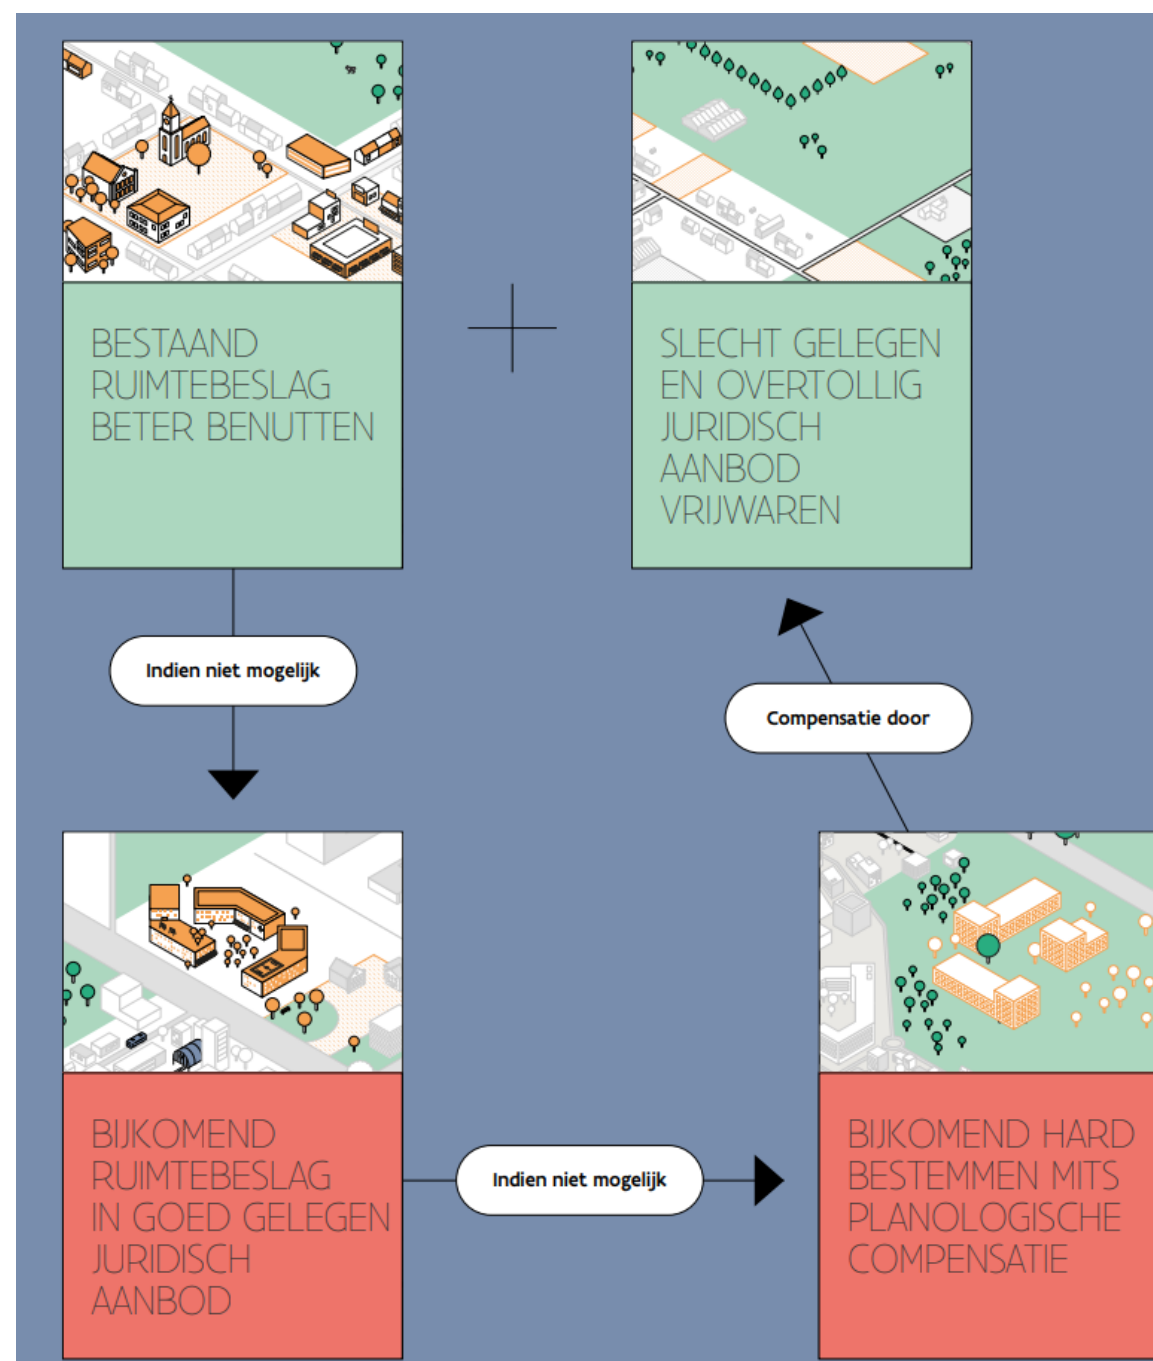 BESTAAND
RUIMTEBESLAG
BETER BENUTTEN
SLECHT GELEGEN
EN OVERTOLLIG
JURIDISCH
AANBOD
VRIJWAREN
Indien niet mogelijk
Compensatie door
BIJKOMEND
RUIMTEBESLAG
IN GOED GELEGEN
JURIDISCH
AANBOD
Indien niet mogelijk
BIJKOMEND HARD
BESTEMMEN MITS
PLANOLOGISCHE
COMPENSATIE